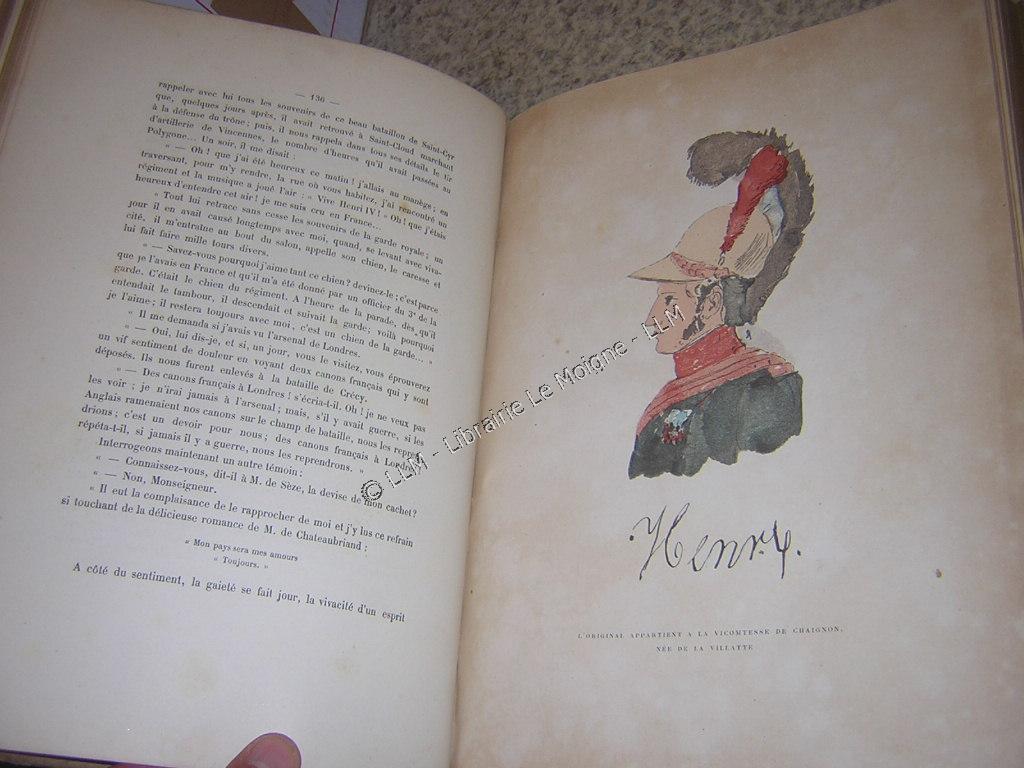 — 136 —
rappeler avec lui tous les souvenirs de ce beau bataillon de Saint-Cyr
que, quelques jours après, il avait retrouvé à Saint-Cloud marchant
à la défense du trône; puis, il nous rappela dans tous ses détails le tir
d'artillerie de Vincennes, le nombre d'heures qu'il avait passées au
Polygone... Un soir, il me disait :
« — Oh ! que j'ai été heureux ce matin ! j'allais au manège; en
traversant, pour m'y rendre, la rue où vous habitez, j'ai rencontré un
régiment et la musique a joué l'air : « Vive Henri IV ! » Oh ! que j'étais
heureux d'entendre cet air ! je me suis cru en France...
« Tout lui retrace sans cesse les souvenirs de la garde royale; un
jour il en avait causé longtemps avec moi, quand, se levant avec viva-
cité, il m'entraîne au bout du salon, appelle son chien, le caresse et
lui fait faire mille tours divers.
« — Savez-vous pourquoi j'aime tant ce chien? devinez-le; c'est parce
que je l'avais en France et qu'il m'a été donné par un officier du 3e de la
garde. C'était le chien du régiment. A l'heure de la parade, dès qu'il
entendait le tambour, il descendait et suivait la garde; voilà pourquoi
je l'aime; il restera toujours avec moi, c'est un chien de la garde... »
« Il me demanda si j'avais vu l'arsenal de Londres.
« — Oui, lui dis-je, et si, un jour, vous le visitez, vous éprouverez
un vif sentiment de douleur en voyant deux canons français qui y sont
déposés. Ils nous furent enlevés à la bataille de Crécy.
« — Des canons français à Londres ! s'écria-t-il. Oh ! je ne veux pas
les voir ; je n'irai jamais à l'arsenal; mais, s'il y avait guerre, si les
Anglais ramenaient nos canons sur le champ de bataille, nous les repren-
drions; c'est un devoir pour nous; des canons français à Londres,
répéta-t-il, si jamais il y a guerre, nous les reprendrons. »
Interrogeons maintenant un autre témoin :
« — Connaissez-vous, dit-il à M. de Sèze, la devise de mon cachet?
« — Non, Monseigneur.
« Il eut la complaisance de le rapprocher de moi et j'y lus ce refrain
si touchant de la délicieuse romance de M. de Chateaubriand :
« Mon pays sera mes amours
« Toujours. »
A côté du sentiment, la gaieté se fait jour, la vivacité d'un esprit
Henry.
L'ORIGINAL APPARTIENT A LA VICOMTESSE DE CHAIGNON,
NÉE DE LA VILLATTE
© LLM - Librairie Le Moigne - LLM